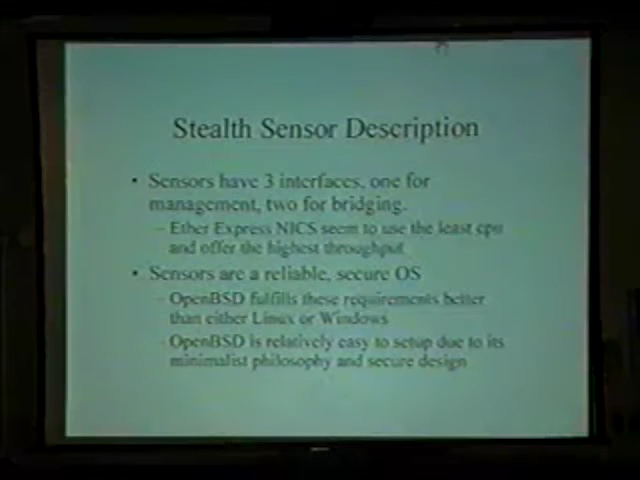 Stealth Sensor Description
• Sensors have 3 interfaces, one for
management, two for bridging.
– Ether Express NICS seem to use the least cpu
and offer the highest throughput
• Sensors are a reliable, secure OS
– OpenBSD fulfills these requirements better
than either Linux or Windows
– OpenBSD is relatively easy to setup due to its
minimalist philosophy and secure design